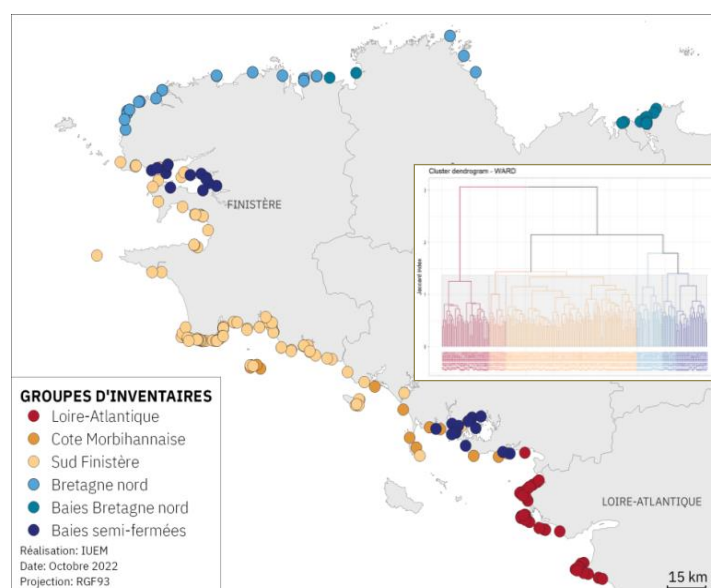 FINISTÈRE
Cluster dendrogram - WARD
Jaccard index
LOIRE-ATLANTIQUE
GROUPES D'INVENTAIRES
Loire-Atlantique
Cote Morbihannaise
Sud Finistère
Bretagne nord
Baies Bretagne nord
Baies semi-fermées
Réalisation: IUEM
Date: Octobre 2022
Projection: RGF93
15 km